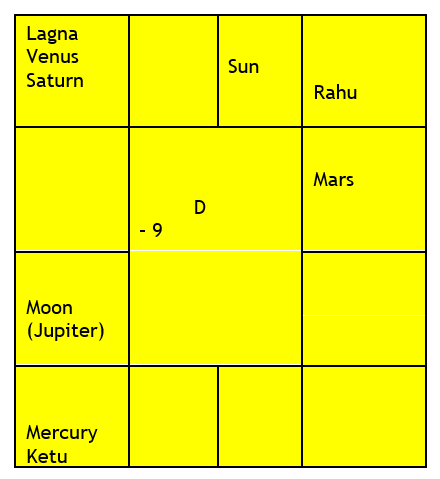 Lagna
Venus
Saturn
Sun
Rahu
Mars
D
- 9
Moon
(Jupiter)
Mercury
Ketu